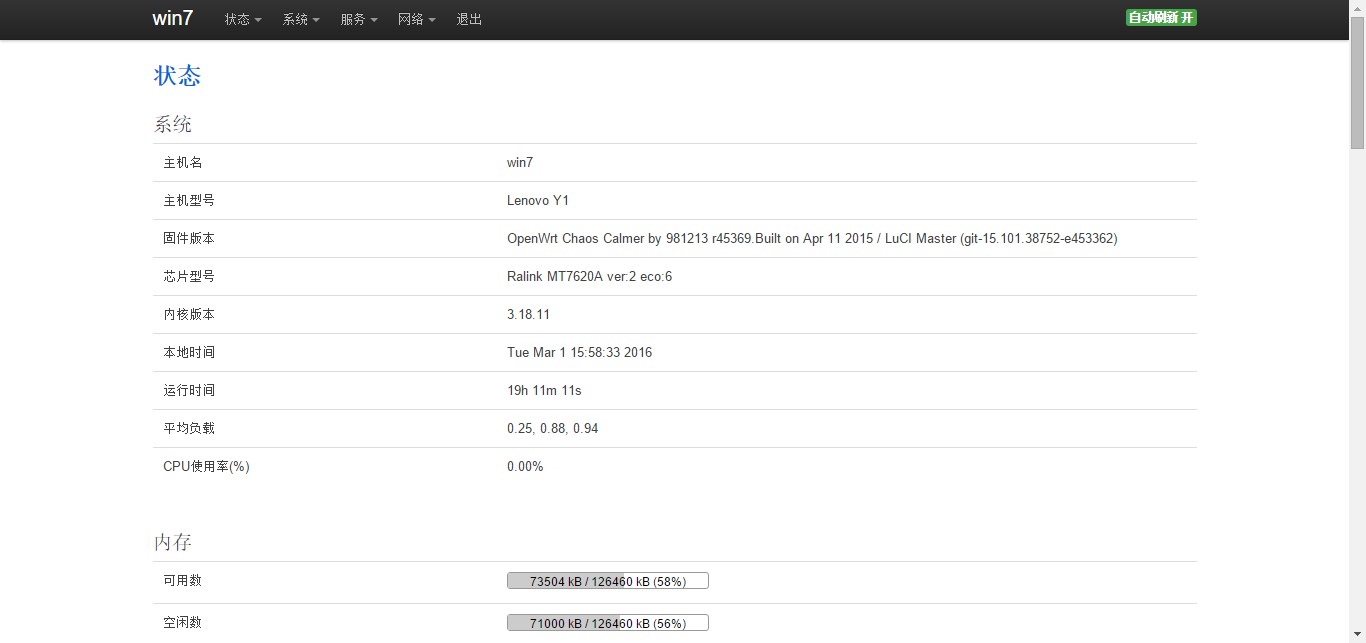 win7 状态 系统 服务 网络 退出 自动刷新 开
状态
系统
主机名 win7
主机型号 Lenovo Y1
固件版本 OpenWrt Chaos Calmer by 981213 r45369.Built on Apr 11 2015 / LuCI Master (git-15.101.38752-e453362)
芯片型号 Ralink MT7620A ver:2 eco:6
内核版本 3.18.11
本地时间 Tue Mar 1 15:58:33 2016
运行时间 19h 11m 11s
平均负载 0.25, 0.88, 0.94
CPU使用率(%) 0.00%
内存
可用数 73504 kB / 126460 kB (58%)
空闲数 71000 kB / 126460 kB (56%)